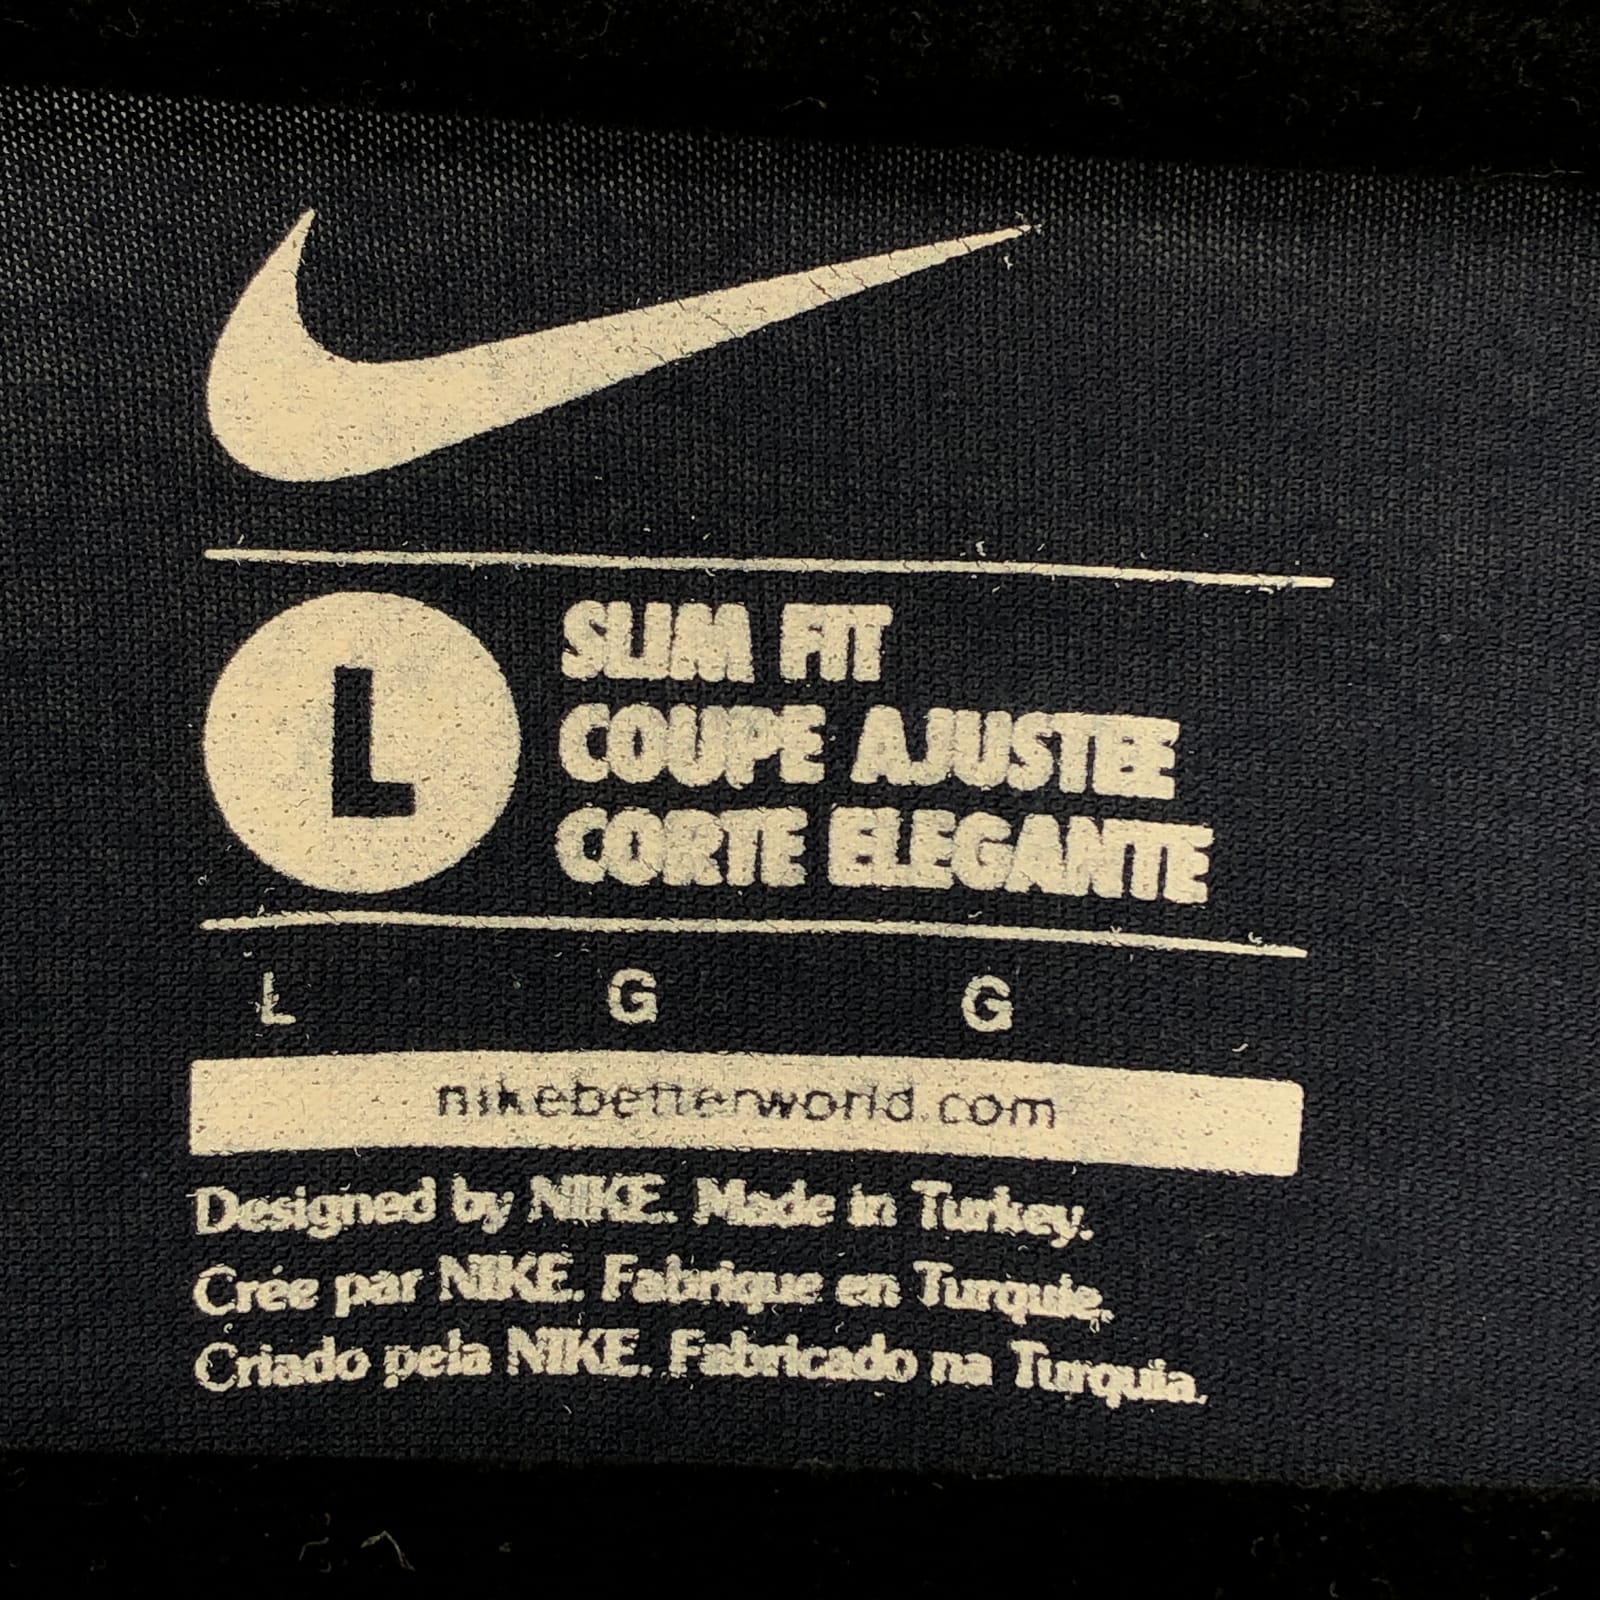 L
SLIM FIT
COUPE AJUSTEE
CORTE ELEGANTE
L G G
nikebetterworld.com
Designed by NIKE. Made in Turkey.
Crée par NIKE. Fabrique en Turquie.
Criado pela NIKE. Fabricado na Turquia.